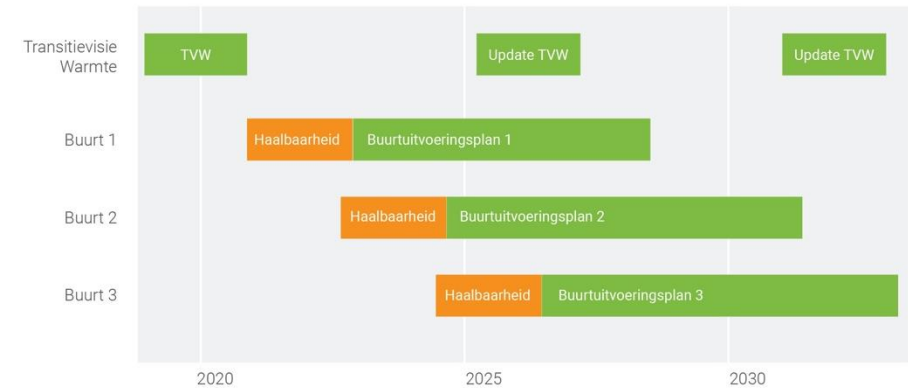 Transitievisie
Warmte
TVW
Update TVW
Update TVW
Buurt 1
Haalbaarheid
Buurtuitvoeringsplan 1
Buurt 2
Haalbaarheid
Buurtuitvoeringsplan 2
Buurt 3
Haalbaarheid
Buurtuitvoeringsplan 3
2020
2025
2030